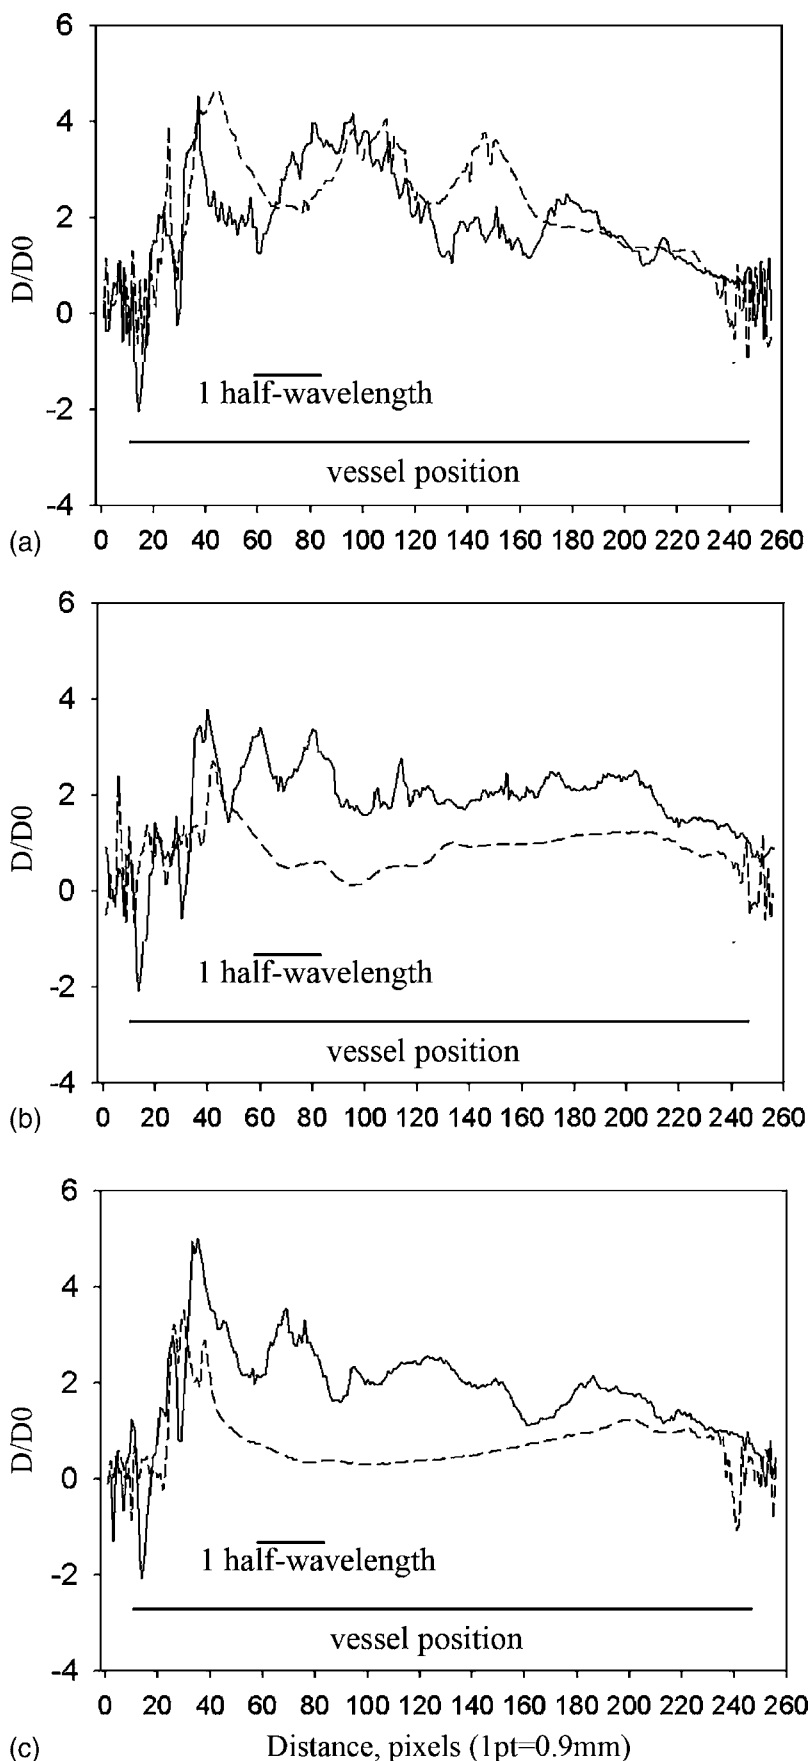 6
4
2
0
-2
-4
D/D0
1 half-wavelength
vessel position
0 20 40 60 80 100 120 140 160 180 200 220 240 260
(a)
6
4
2
0
-2
-4
D/D0
1 half-wavelength
vessel position
0 20 40 60 80 100 120 140 160 180 200 220 240 260
(b)
6
4
2
0
-2
-4
D/D0
1 half-wavelength
vessel position
0 20 40 60 80 100 120 140 160 180 200 220 240 260
(c) Distance, pixels (1pt=0.9mm)